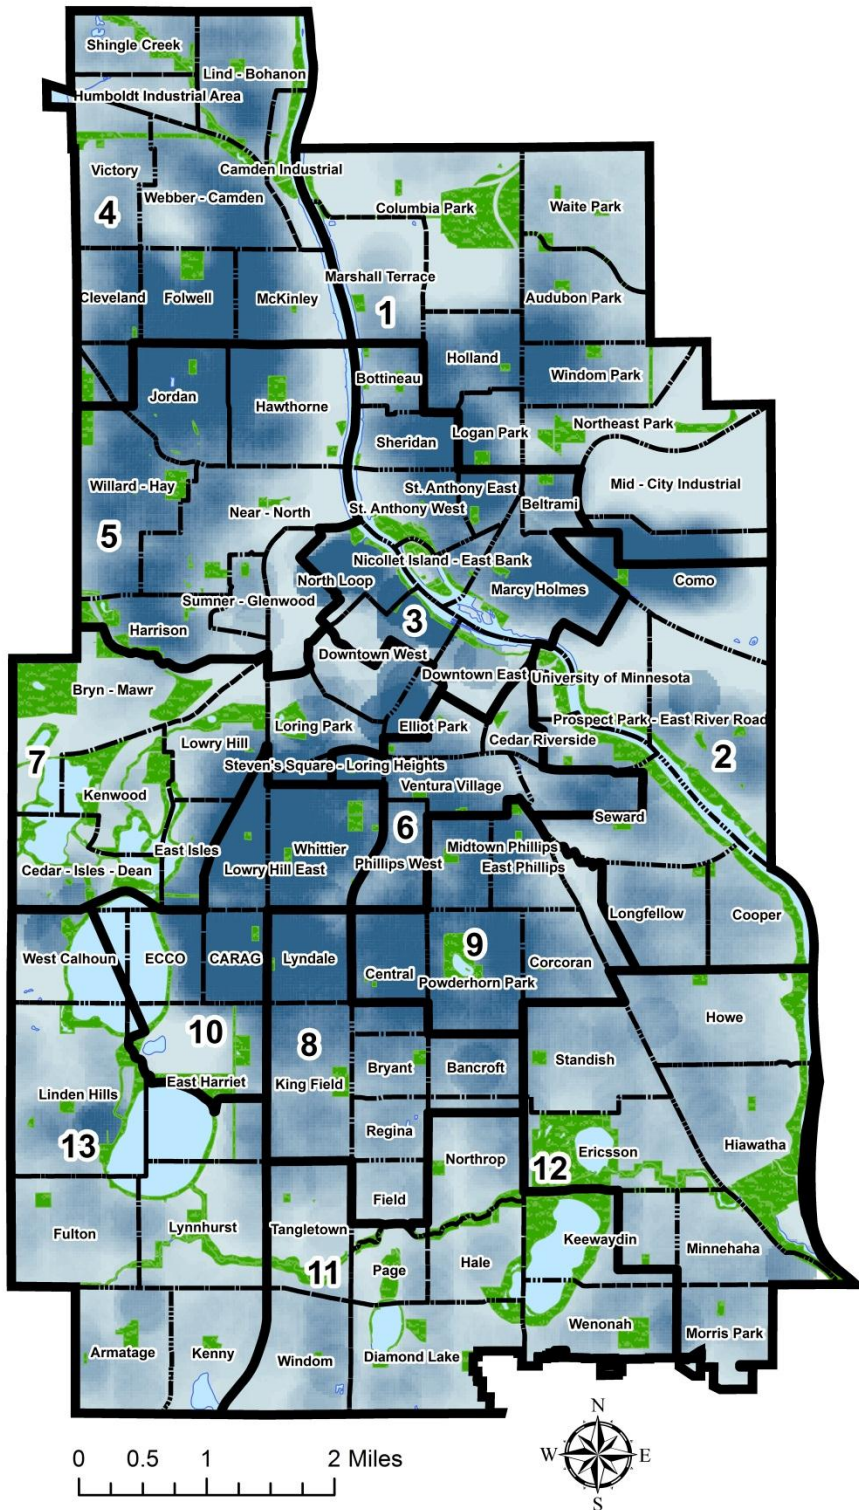 Shingle Creek
Lind - Bohanon
Humboldt Industrial Area
Victory
Camden Industrial
Webber - Camden
4
Columbia Park
Waite Park
Marshall Terrace
Cleveland
Folwell
McKinley
Audubon Park
1
Holland
Bottineau
Windom Park
Jordan
Hawthorne
Northeast Park
Logan Park
Sheridan
Willard - Hay
St. Anthony East
Mid - City Industrial
Beltrami
Near - North
St. Anthony West
5
Nicollet Island - East Bank
North Loop
Como
Marcy Holmes
Sumner - Glenwood
3
Harrison
Downtown West
Downtown East
University of Minnesota
Bryn - Mawr
Loring Park
Elliot Park
Prospect Park - East River Road
Lowry Hill
Cedar Riverside
7
2
Steven's Square - Loring Heights
Ventura Village
Kenwood
Seward
6
East Isles
Whittier
Midtown Phillips
Cedar - Isles - Dean
Lowry Hill East
Phillips West
East Phillips
Longfellow
Cooper
West Calhoun
ECCO
CARAG
Lyndale
9
Central
Corcoran
Powderhorn Park
10
Howe
8
Standish
Bryant
Bancroft
East Harriet
King Field
Linden Hills
13
Regina
Hiawatha
Northrop
12
Ericsson
Field
Fulton
Lynnhurst
Tangletown
Keewaydin
Minnehaha
11
Page
Hale
Wenonah
Morris Park
Armatage
Kenny
Windom
Diamond Lake
N
W E
S
0 0.5 1 2 Miles